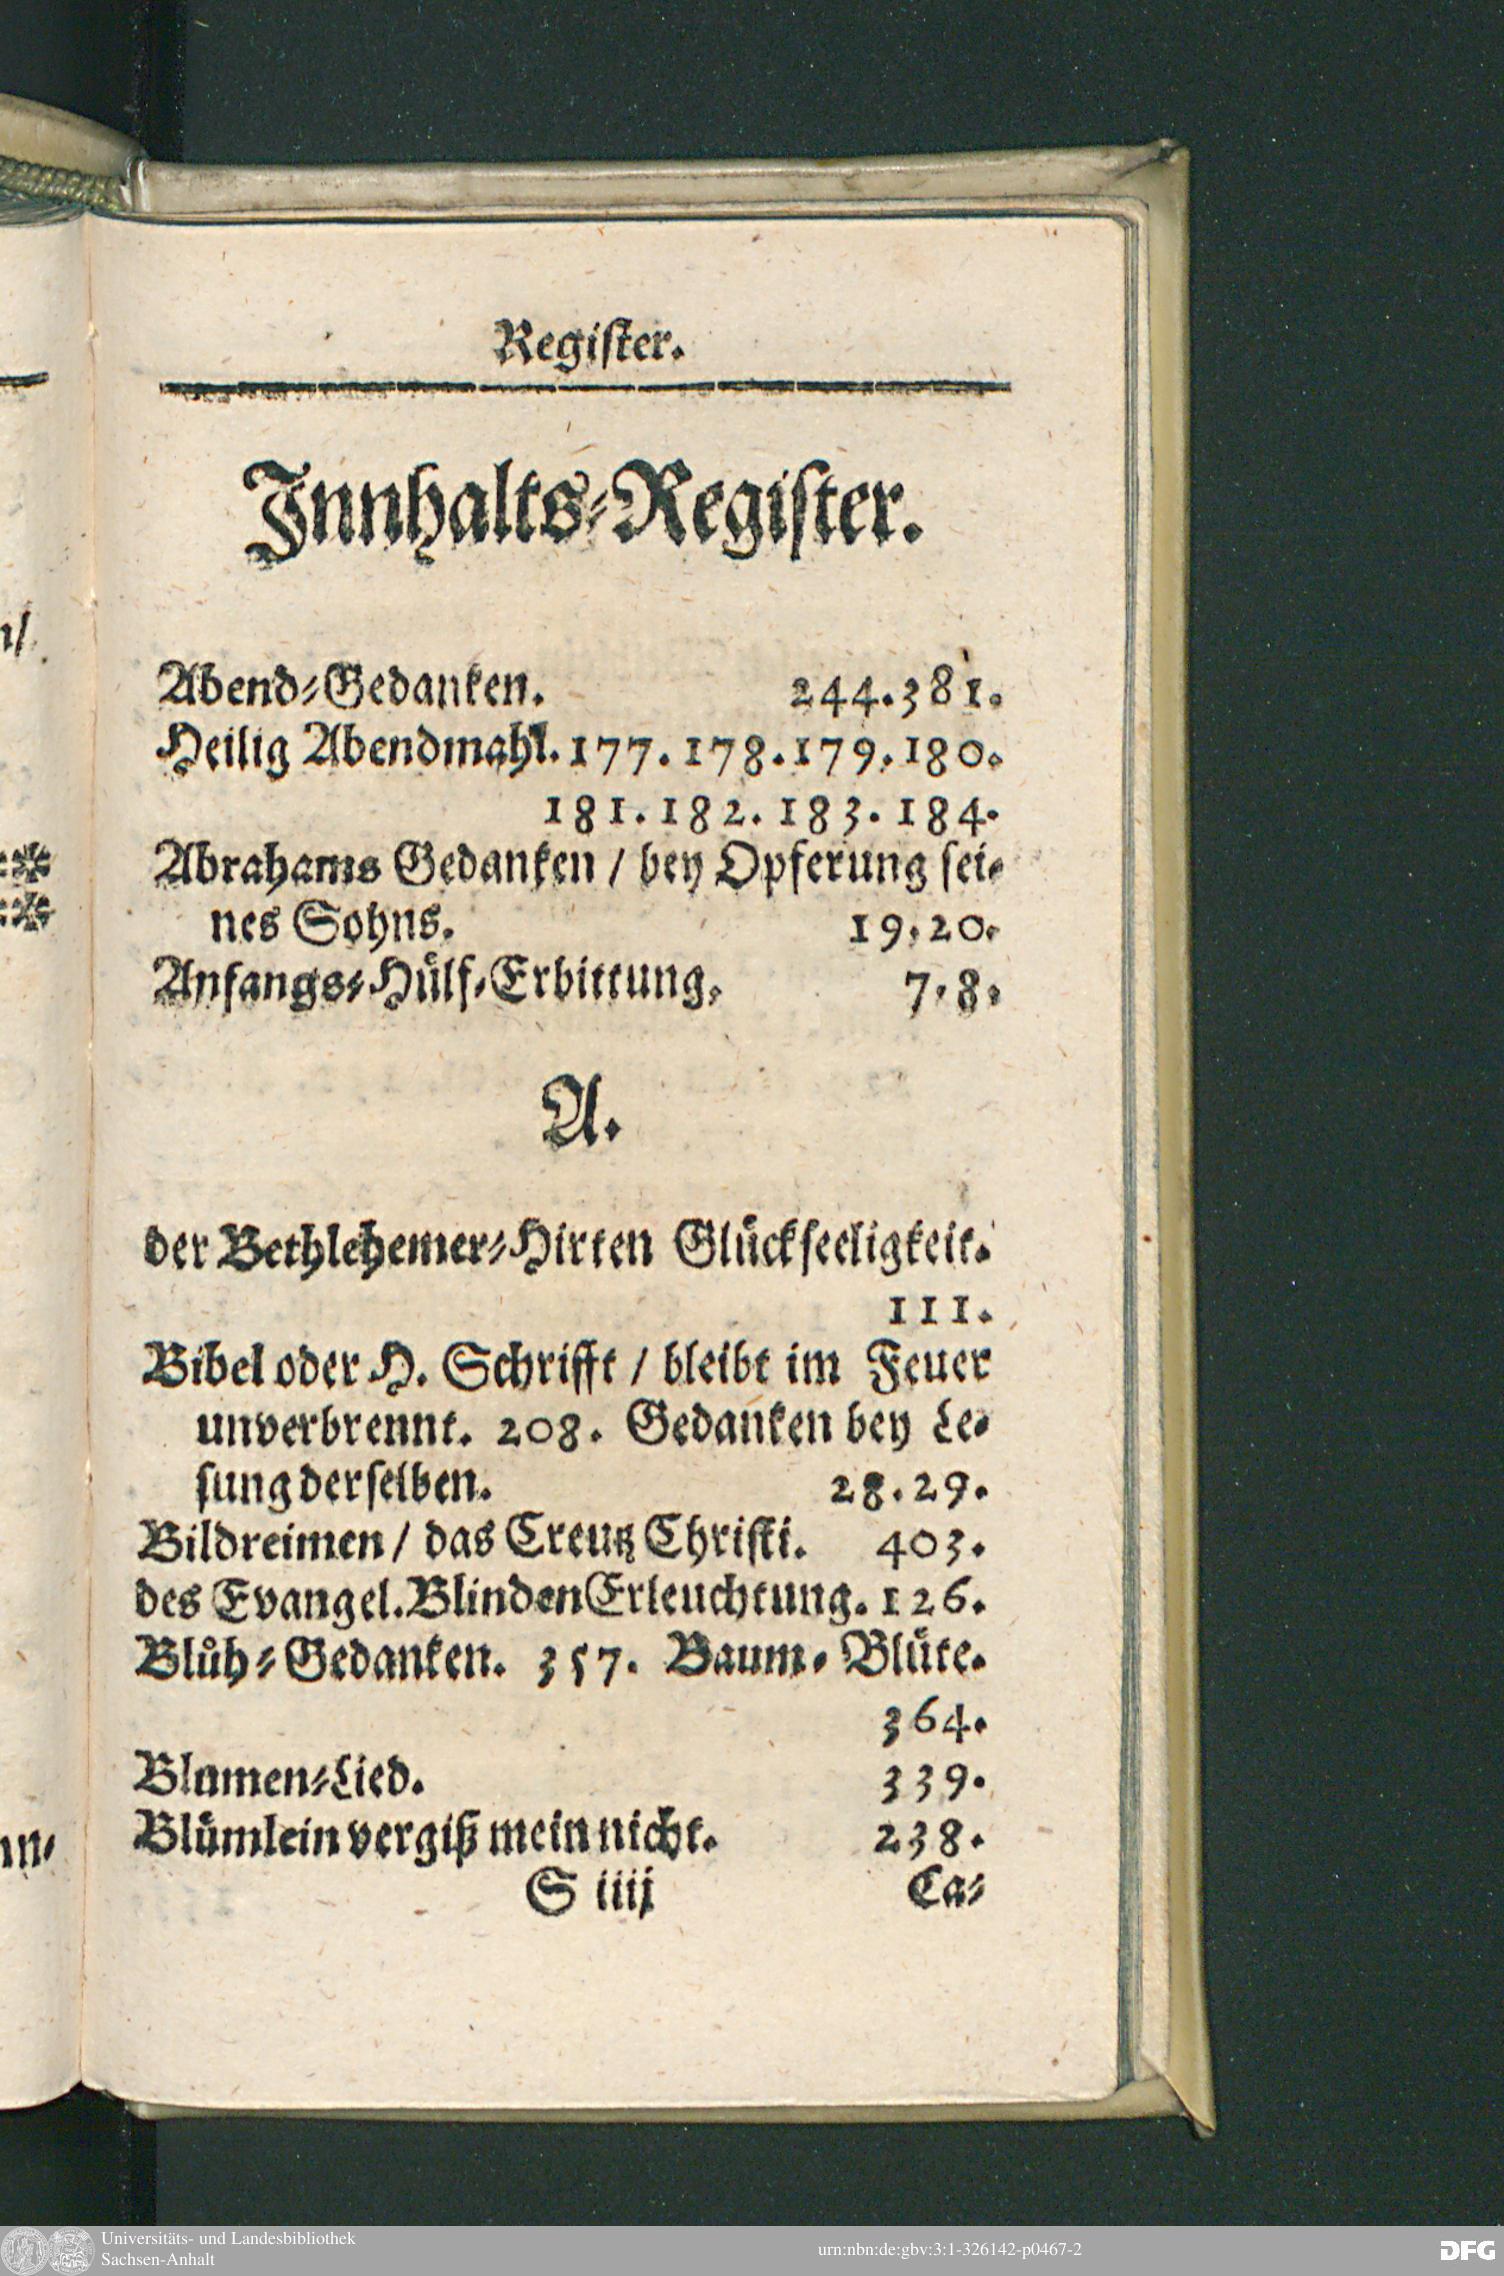 Regiſter.
Innhalts-Regiſter.
Abend-Gedanken. 244. 381.
Heilig Abendmahl. 177. 178. 179. 180.
181. 182. 183. 184.
Abrahams Gedanken / bey Opferung ſei-
nes Sohns. 19. 20.
Anfangs-Hülf-Erbittung. 7. 8.
A.
der Bethlehemer-Hirten Glückſeeligkeit.
111.
Bibel oder H. Schrifft / bleibt im Feuer
unverbrennt. 208. Gedanken bey Le-
ſung derſelben. 28. 29.
Bildreimen / das Creutz Chriſti. 403.
des Evangel. Blinden Erleuchtung. 126.
Blüh-Gedanken. 357. Baum-Blüte.
364.
Blumen-Lied. 339.
Blümlein vergiß mein nicht. 238.
S iiij Ca-
Universitäts- und Landesbibliothek
Sachsen-Anhalt
urn:nbn:de:gbv:3:1-326142-p0467-2
DFG